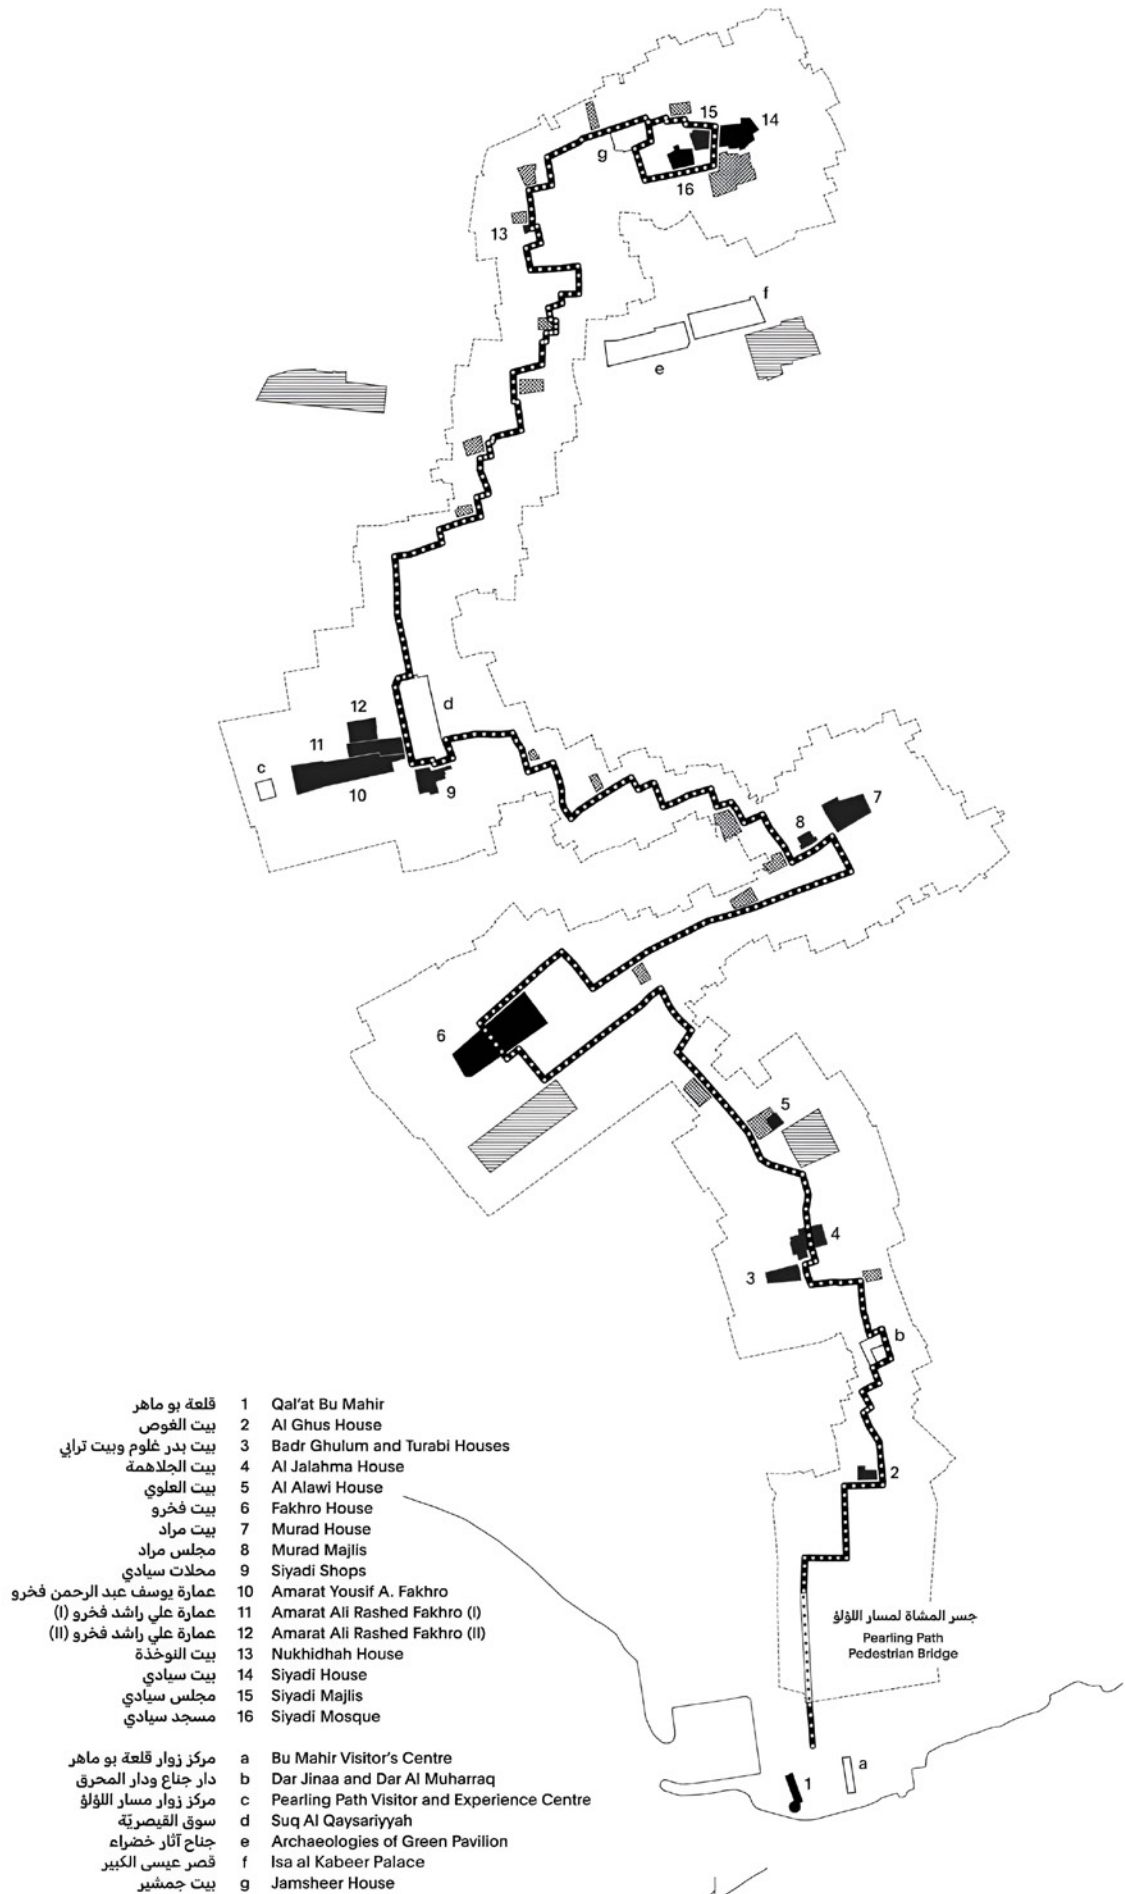 15
14
g
16
13
f
e
12
d
11
c
10
9
7
8
6
5
4
3
b
2
جسر المشاة لمسار اللؤلؤ
Pearling Path
Pedestrian Bridge
a
1
قلعة بو ماهر 1 Qal'at Bu Mahir
بيت الغوص 2 Al Ghus House
بيت بدر غلوم وبيت ترابي 3 Badr Ghulum and Turabi Houses
بيت الجلاهمة 4 Al Jalahma House
بيت العلوي 5 Al Alawi House
بيت فخرو 6 Fakhro House
بيت مراد 7 Murad House
مجلس مراد 8 Murad Majlis
محلات سيادي 9 Siyadi Shops
عمارة يوسف عبد الرحمن فخرو 10 Amarat Yousif A. Fakhro
عمارة علي راشد فخرو (I) 11 Amarat Ali Rashed Fakhro (I)
عمارة علي راشد فخرو (II) 12 Amarat Ali Rashed Fakhro (II)
بيت النوخذة 13 Nukhidhah House
بيت سيادي 14 Siyadi House
مجلس سيادي 15 Siyadi Majlis
مسجد سيادي 16 Siyadi Mosque
مركز زوار قلعة بو ماهر a Bu Mahir Visitor's Centre
دار جناع ودار المحرق b Dar Jinaa and Dar Al Muharraq
مركز زوار مسار اللؤلؤ c Pearling Path Visitor and Experience Centre
سوق القيصريّة d Suq Al Qaysariyyah
جناح آثار خضراء e Archaeologies of Green Pavilion
قصر عيسى الكبير f Isa al Kabeer Palace
بيت جمشير g Jamsheer House